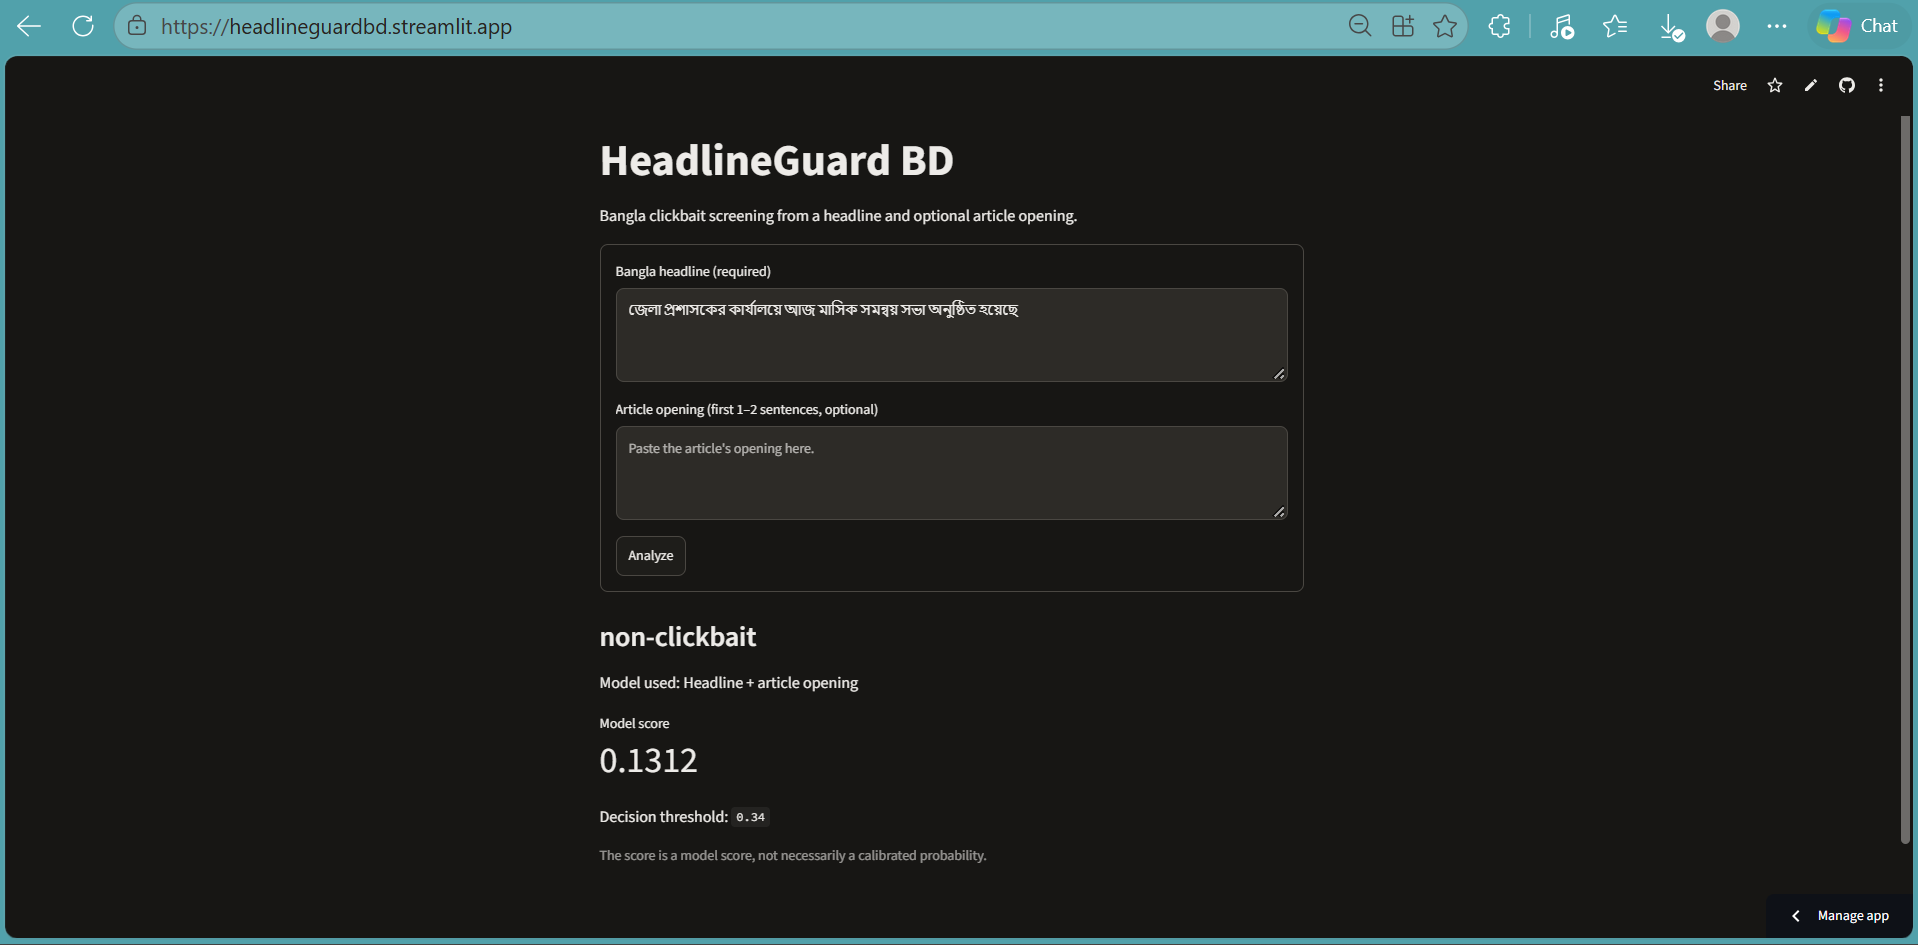 https://headlineguardbd.streamlit.app
Chat
Share
HeadlineGuard BD
Bangla clickbait screening from a headline and optional article opening.
Bangla headline (required)
জেলা প্রশাসকের কার্যালয়ে আজ মাসিক সমন্বয় সভা অনুষ্ঠিত হয়েছে
Article opening (first 1–2 sentences, optional)
Paste the article's opening here.
Analyze
non-clickbait
Model used: Headline + article opening
Model score
0.1312
Decision threshold: 0.34
The score is a model score, not necessarily a calibrated probability.
Manage app